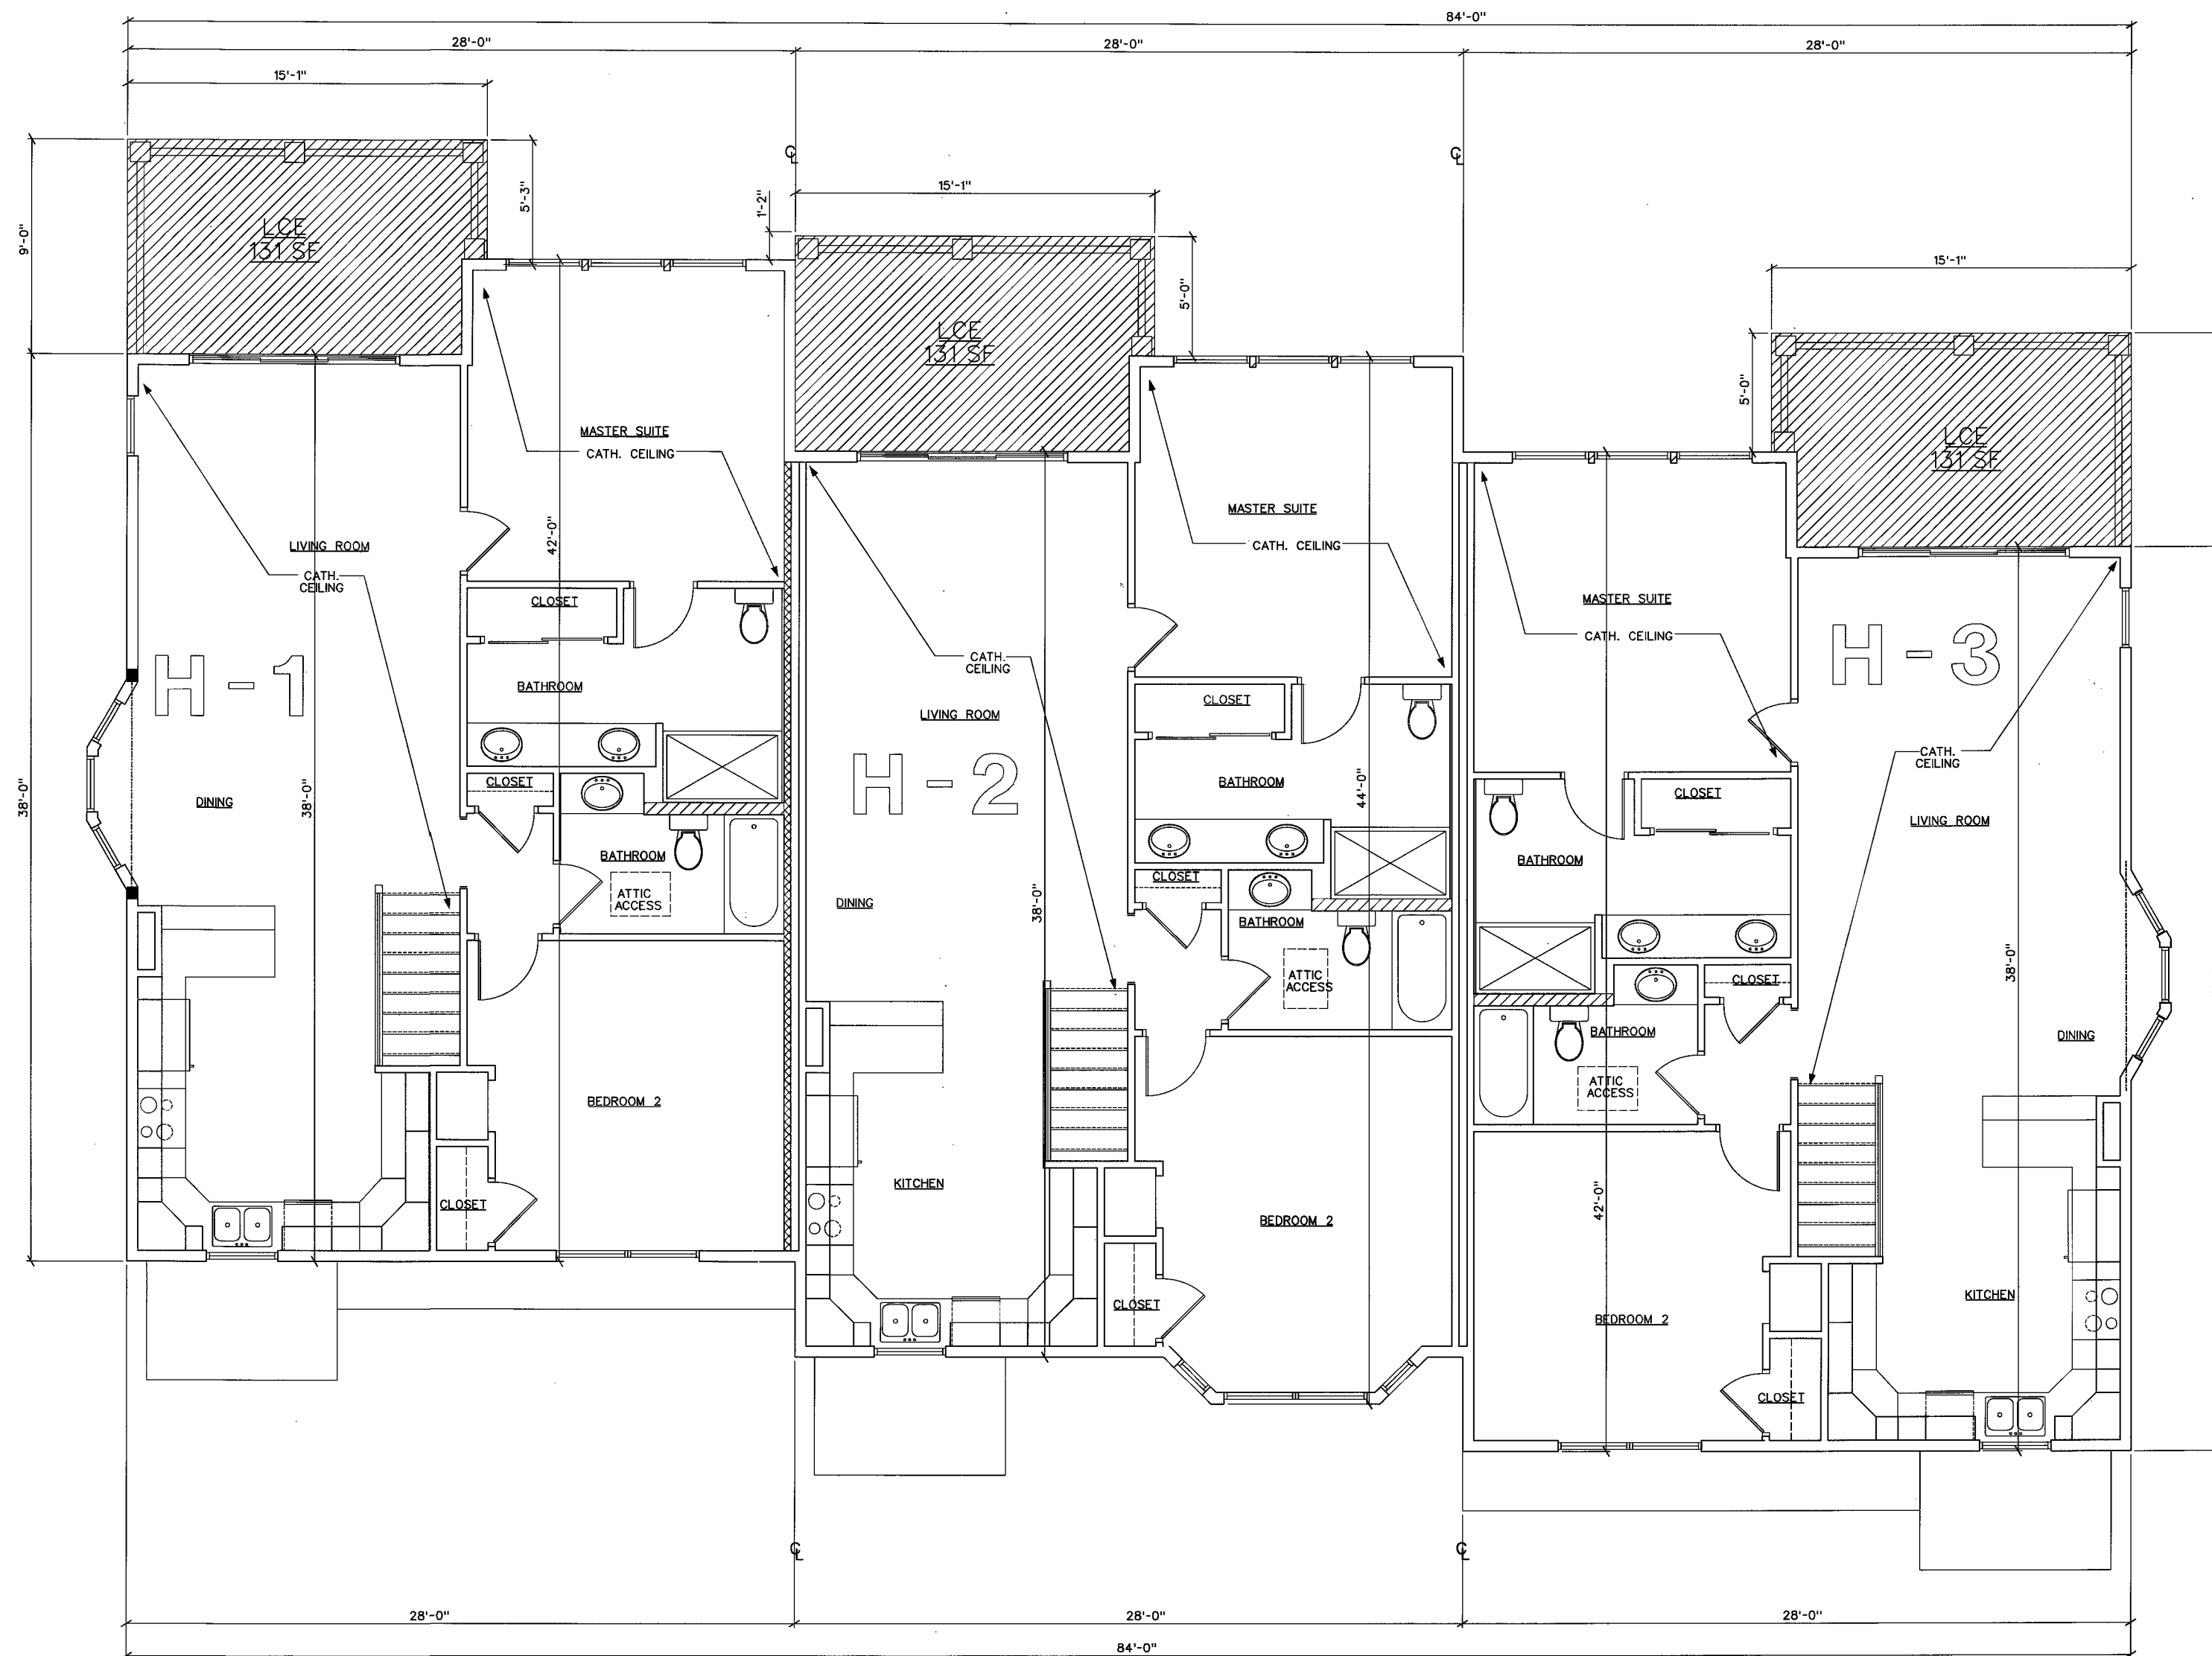 84'-0"
28'-0"
28'-0"
28'-0"
15'-1"
9'-0"
5'-3"
1'-2"
15'-1"
5'-0"
15'-1"
5'-0"
38'-0"
LCE
131 SF
MASTER SUITE
CATH. CEILING
LIVING ROOM
CATH.
CEILING
42'-0"
CLOSET
H-1
BATHROOM
CLOSET
DINING
38'-0"
BATHROOM
ATTIC
ACCESS
BEDROOM 2
CLOSET
LCE
131 SF
MASTER SUITE
CATH. CEILING
CATH.
CEILING
LIVING ROOM
CLOSET
H-2
BATHROOM
44'-0"
CLOSET
DINING
38'-0"
BATHROOM
ATTIC
ACCESS
KITCHEN
BEDROOM 2
CLOSET
LCE
131 SF
MASTER SUITE
CATH. CEILING
H-3
CATH.
CEILING
CLOSET
LIVING ROOM
BATHROOM
38'-0"
CLOSET
BATHROOM
DINING
ATTIC
ACCESS
42'-0"
KITCHEN
BEDROOM 2
CLOSET
28'-0"
28'-0"
28'-0"
84'-0"